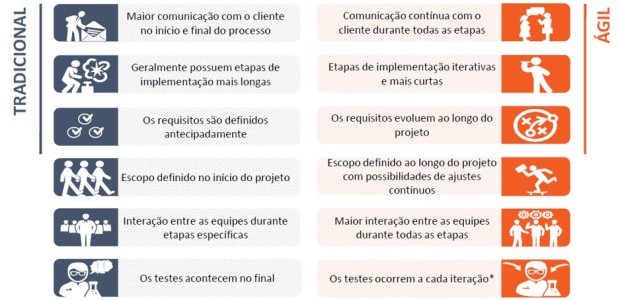 TRADICIONAL
Maior comunicação com o cliente
no início e final do processo
Geralmente possuem etapas de
implementação mais longas
Os requisitos são definidos
antecipadamente
Escopo definido no início do projeto
Interação entre as equipes durante
etapas específicas
Os testes acontecem no final
ÁGIL
Comunicação contínua com o
cliente durante todas as etapas
Etapas de implementação iterativas
e mais curtas
Os requisitos evoluem ao longo do
projeto
Escopo definido ao longo do projeto
com possibilidades de ajustes
contínuos
Maior interação entre as equipes
durante todas as etapas
Os testes ocorrem a cada iteração*